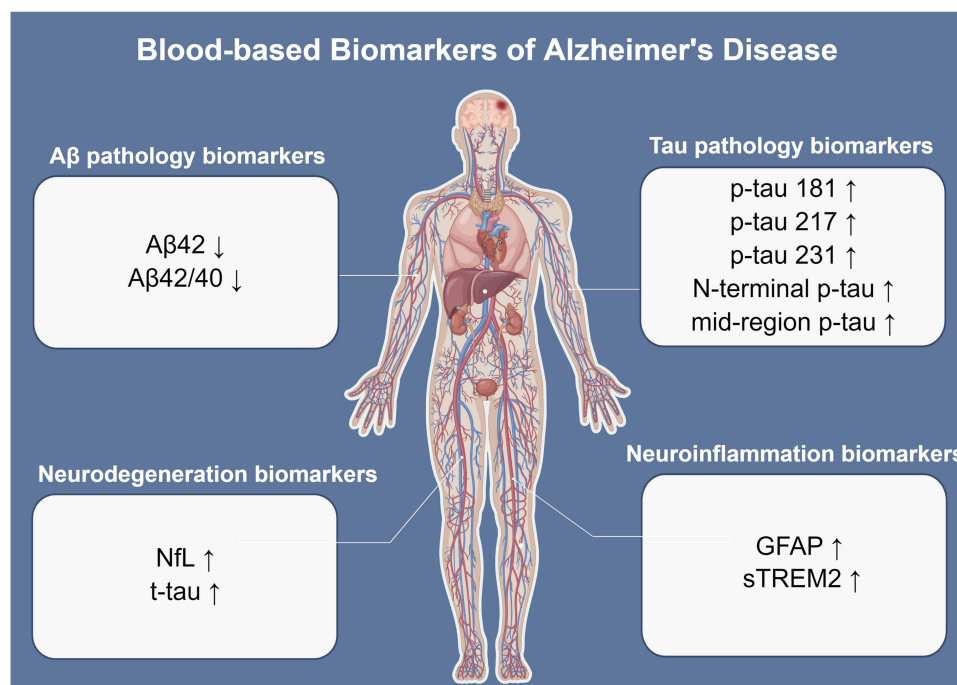 Blood-based Biomarkers of Alzheimer's Disease
Aβ pathology biomarkers
Aβ42 ↓
Aβ42/40 ↓
Tau pathology biomarkers
p-tau 181 ↑
p-tau 217 ↑
p-tau 231 ↑
N-terminal p-tau ↑
mid-region p-tau ↑
Neurodegeneration biomarkers
NfL ↑
t-tau ↑
Neuroinflammation biomarkers
GFAP ↑
sTREM2 ↑